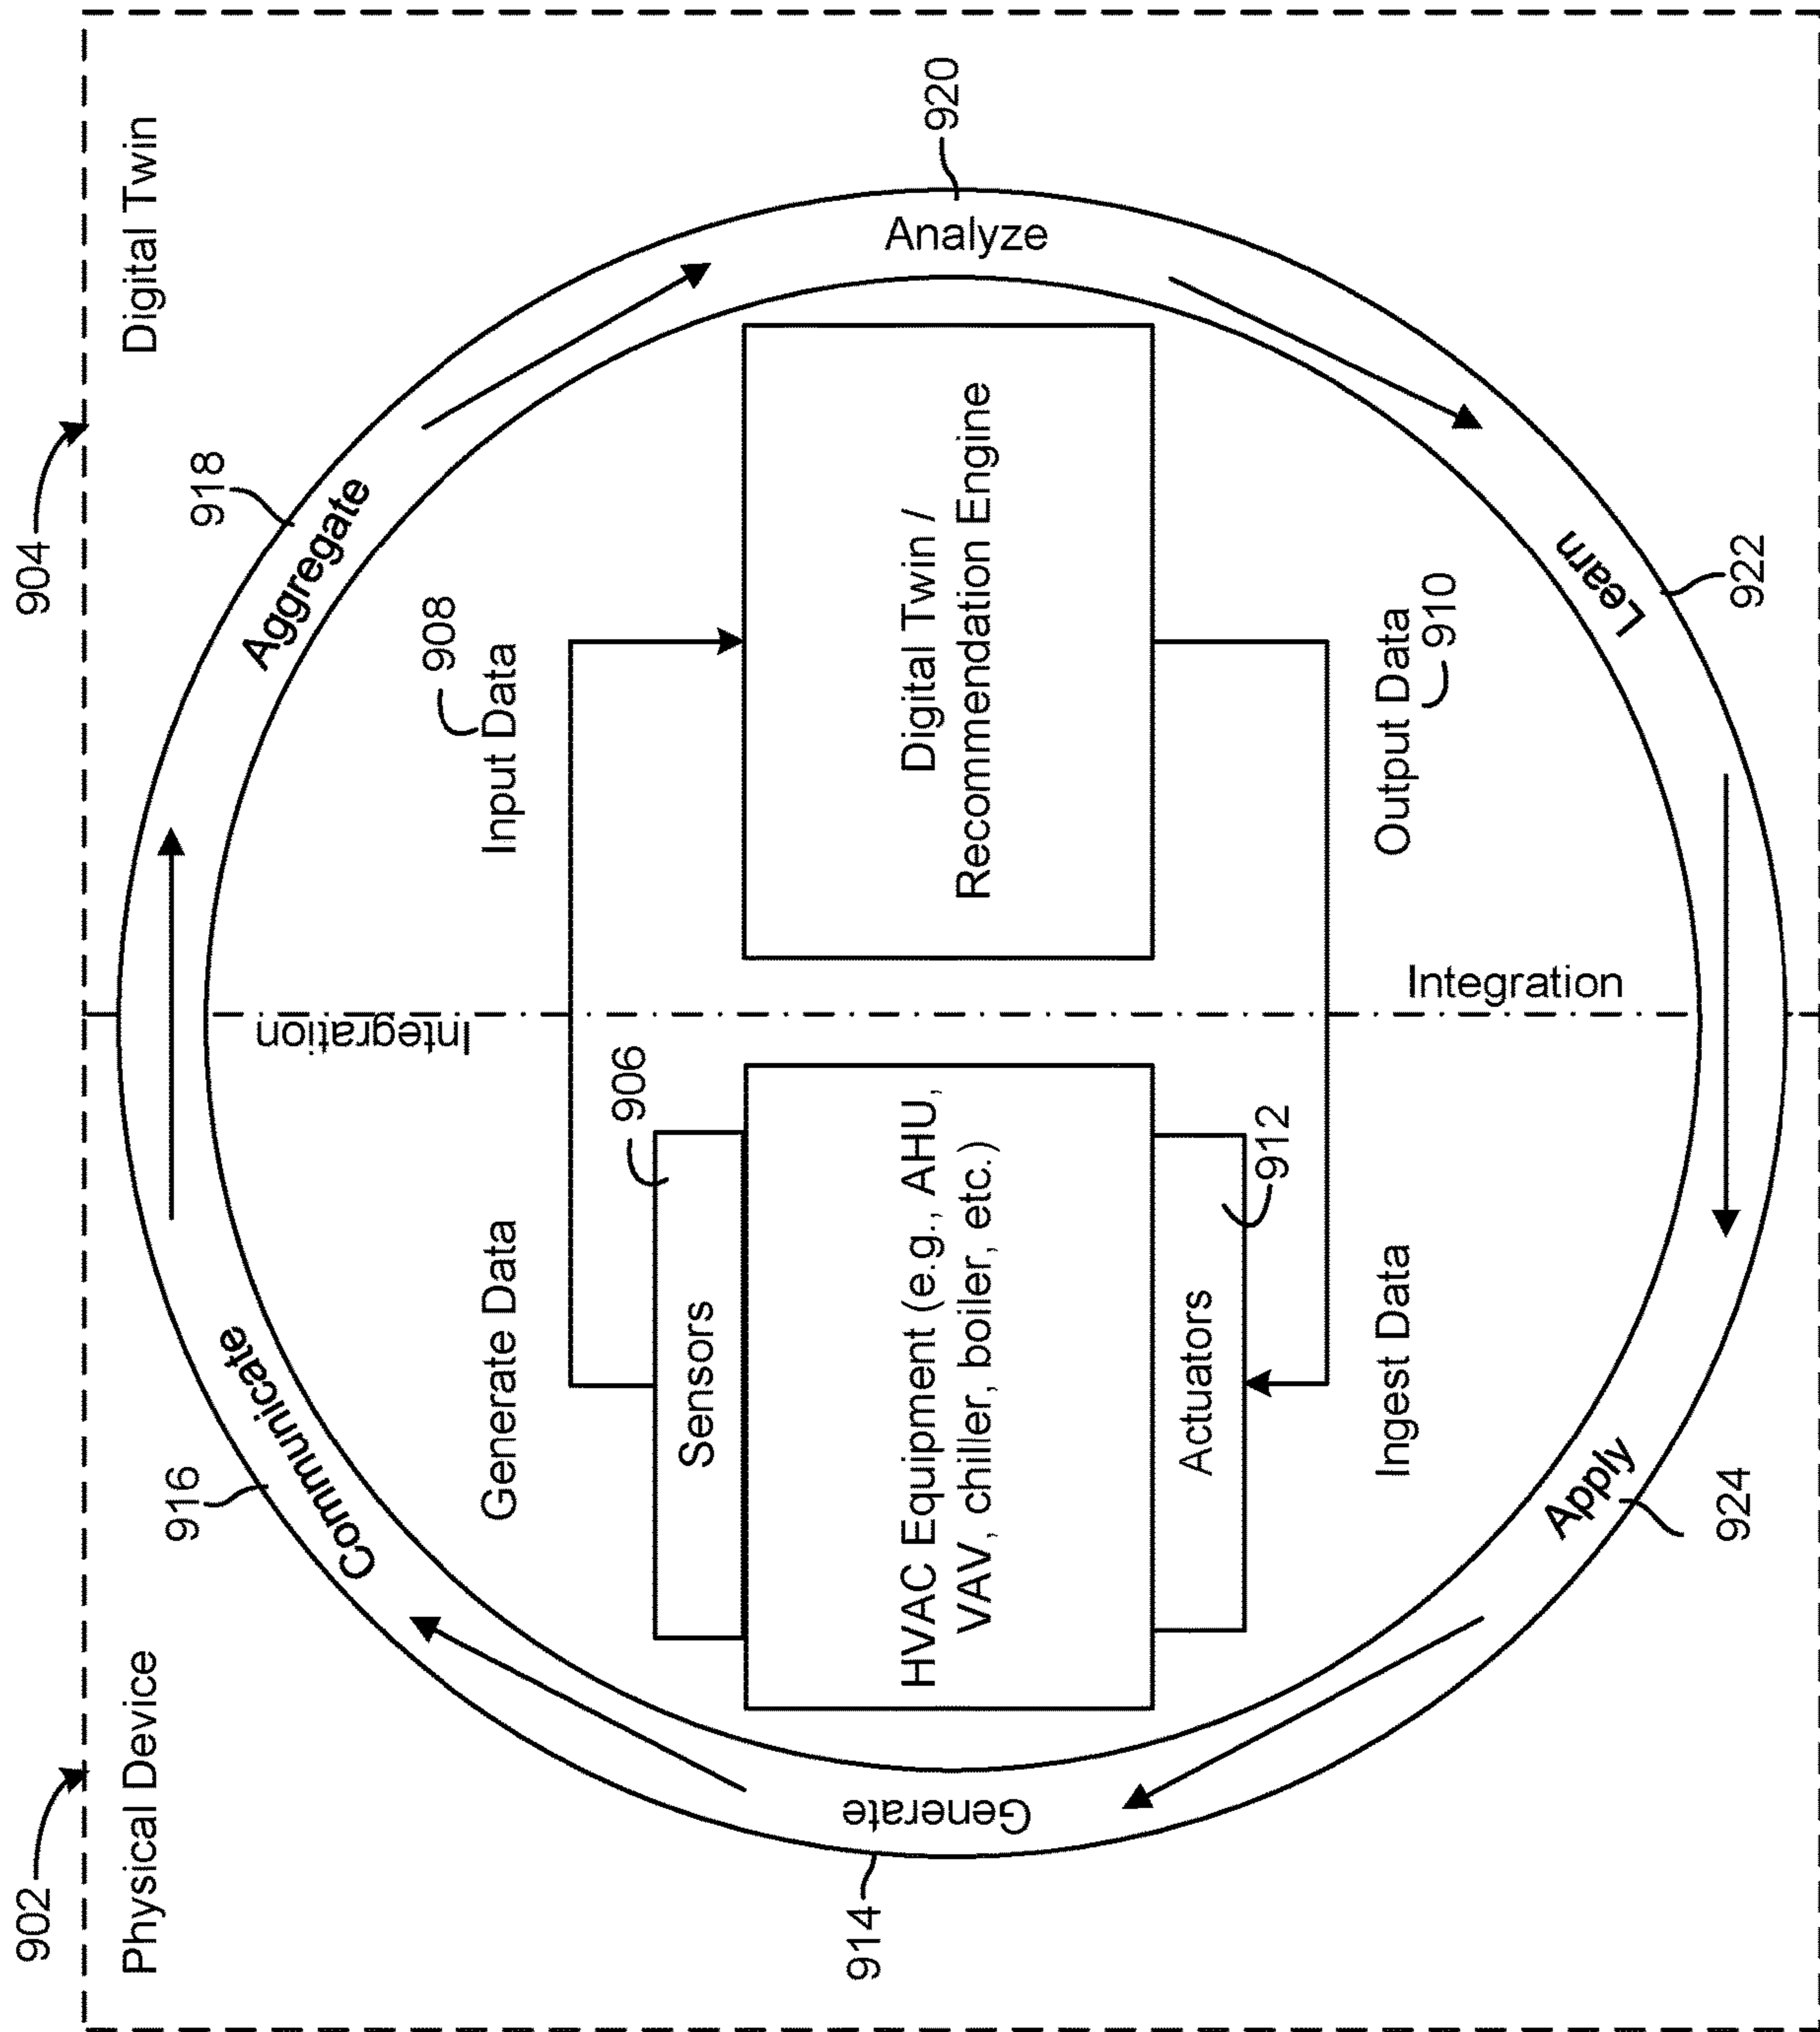 902
904
Physical Device
Digital Twin
916
Communicate
Aggregate
918
Integration
Generate Data
Input Data
908
906
Sensors
914
Generate
HVAC Equipment (e.g., AHU,
VAV, chiller, boiler, etc.)
Digital Twin /
Recommendation Engine
Analyze
920
Actuators
912
Ingest Data
Output Data
910
Integration
Apply
924
Learn
922